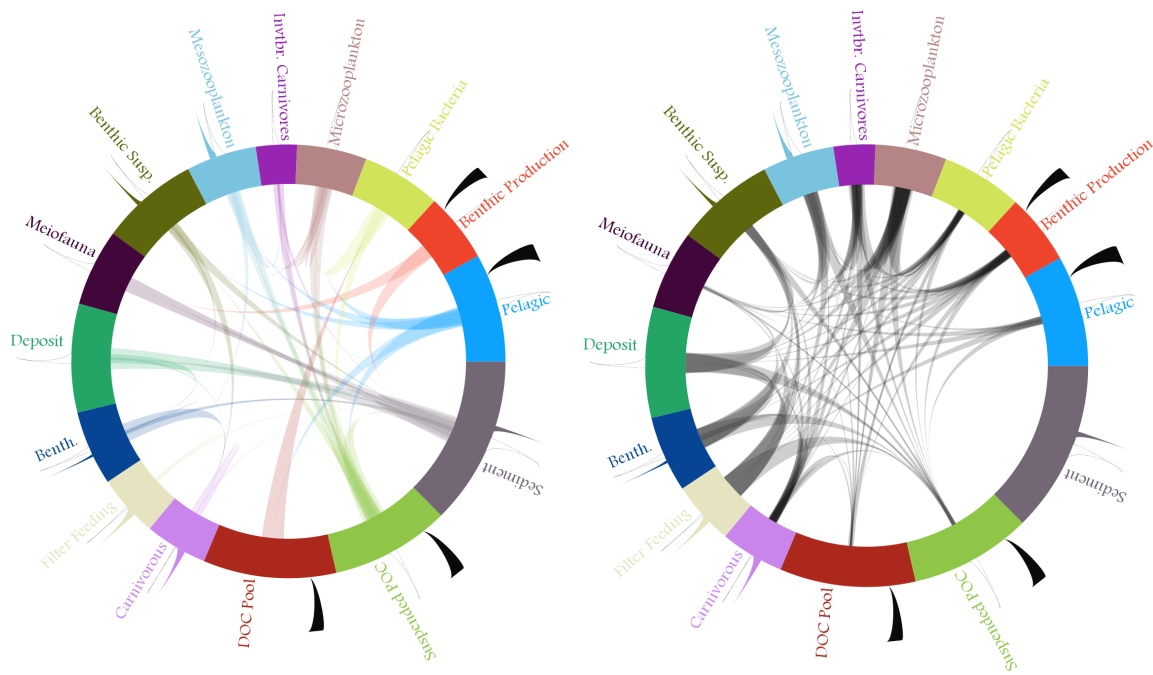 Mesozooplankton
Invtbr. Carnivores
Microzooplankton
Pelagic Bacteria
Benthic Production
Pelagic
Sediment
Suspended POC
DOC Pool
Carnivorous
Filter Feeding
Benth.
Deposit
Meiofauna
Benthic Susp.
Mesozooplankton
Invtbr. Carnivores
Microzooplankton
Pelagic Bacteria
Benthic Production
Pelagic
Sediment
Suspended POC
DOC Pool
Carnivorous
Filter Feeding
Benth.
Deposit
Meiofauna
Benthic Susp.